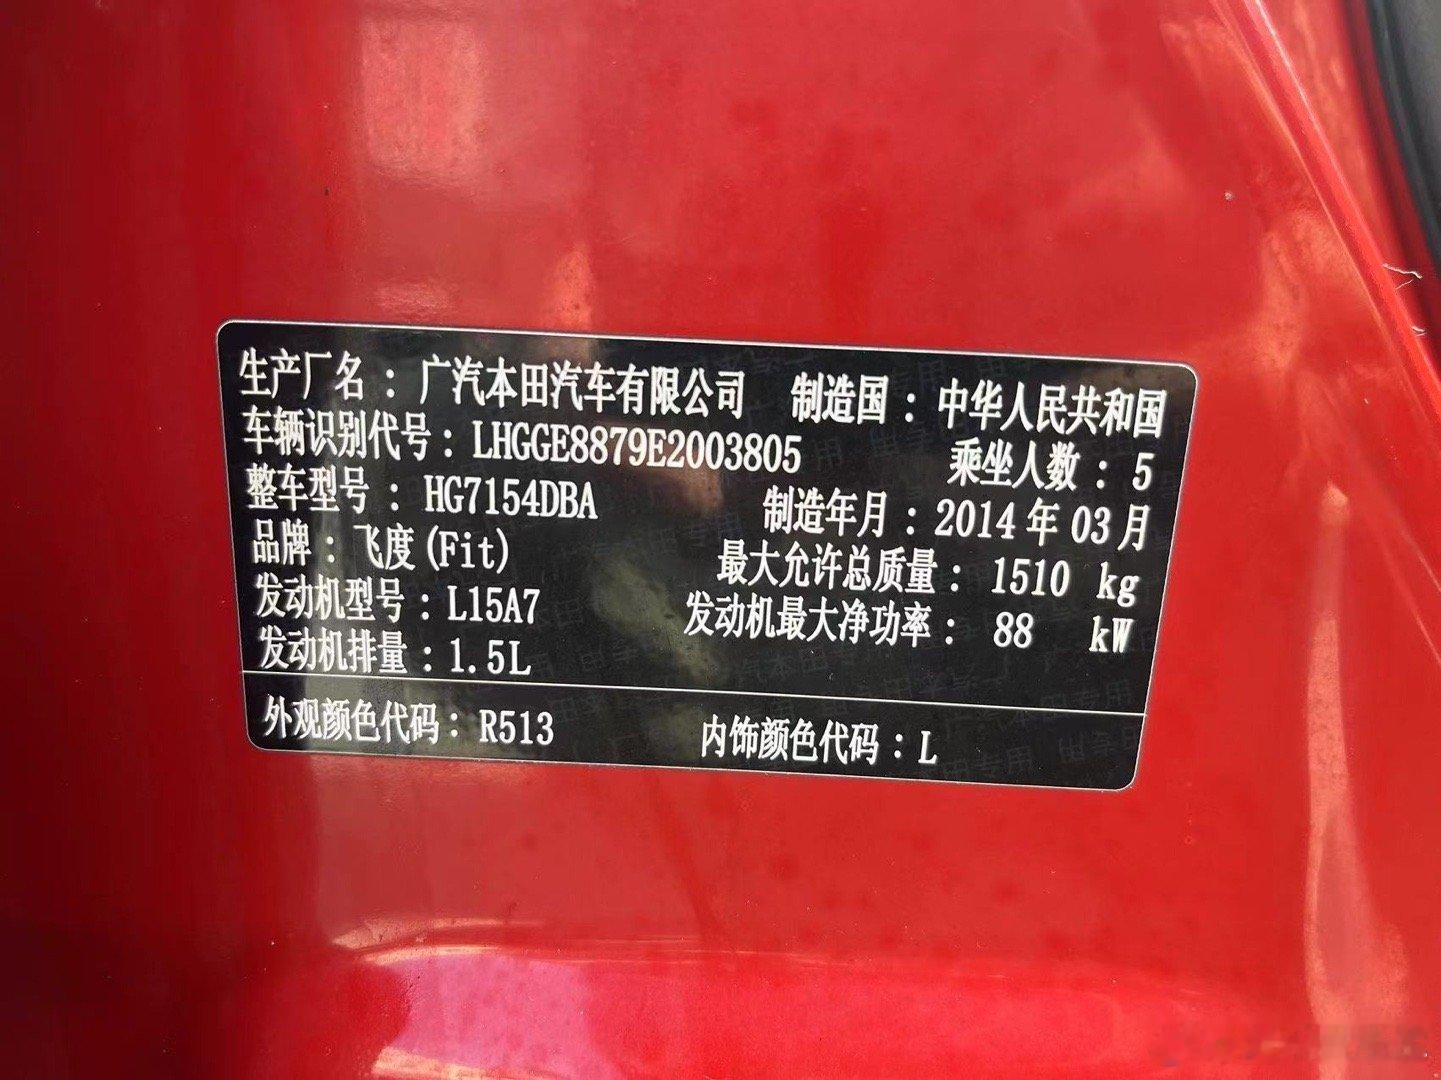 生产厂名：广汽本田汽车有限公司 制造国：中华人民共和国
车辆识别代号：LHGGE8879E2003805 乘坐人数：5
整车型号：HG7154DBA 制造年月：2014年03月
品牌：飞度(Fit) 最大允许总质量：1510 kg
发动机型号：L15A7 发动机最大净功率：88 kW
发动机排量：1.5L
外观颜色代码：R513 内饰颜色代码：L